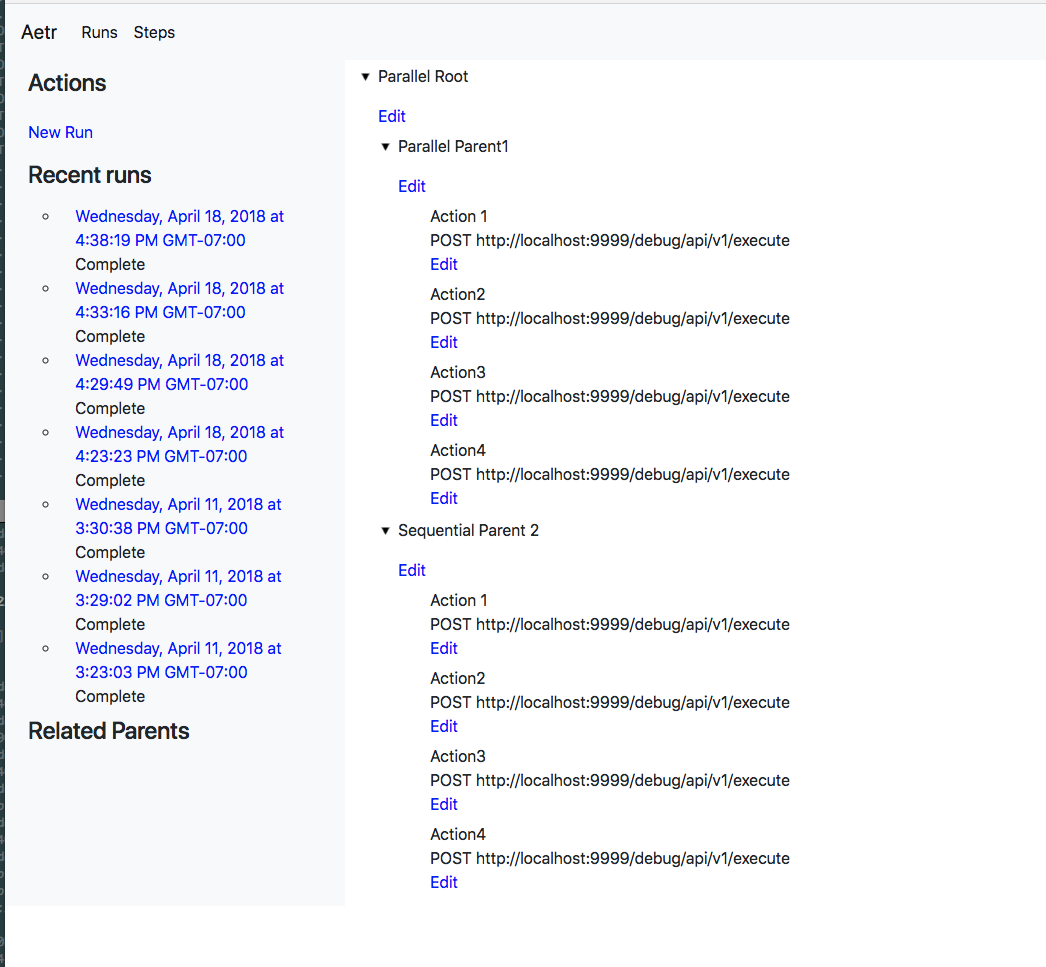 Aetr Runs Steps
Actions
New Run
Recent runs
Wednesday, April 18, 2018 at
4:38:19 PM GMT-07:00
Complete
Wednesday, April 18, 2018 at
4:33:16 PM GMT-07:00
Complete
Wednesday, April 18, 2018 at
4:29:49 PM GMT-07:00
Complete
Wednesday, April 18, 2018 at
4:23:23 PM GMT-07:00
Complete
Wednesday, April 11, 2018 at
3:30:38 PM GMT-07:00
Complete
Wednesday, April 11, 2018 at
3:29:02 PM GMT-07:00
Complete
Wednesday, April 11, 2018 at
3:23:03 PM GMT-07:00
Complete
Related Parents
Parallel Root
Edit
Parallel Parent1
Edit
Action 1
POST http://localhost:9999/debug/api/v1/execute
Edit
Action2
POST http://localhost:9999/debug/api/v1/execute
Edit
Action3
POST http://localhost:9999/debug/api/v1/execute
Edit
Action4
POST http://localhost:9999/debug/api/v1/execute
Edit
Sequential Parent 2
Edit
Action 1
POST http://localhost:9999/debug/api/v1/execute
Edit
Action2
POST http://localhost:9999/debug/api/v1/execute
Edit
Action3
POST http://localhost:9999/debug/api/v1/execute
Edit
Action4
POST http://localhost:9999/debug/api/v1/execute
Edit